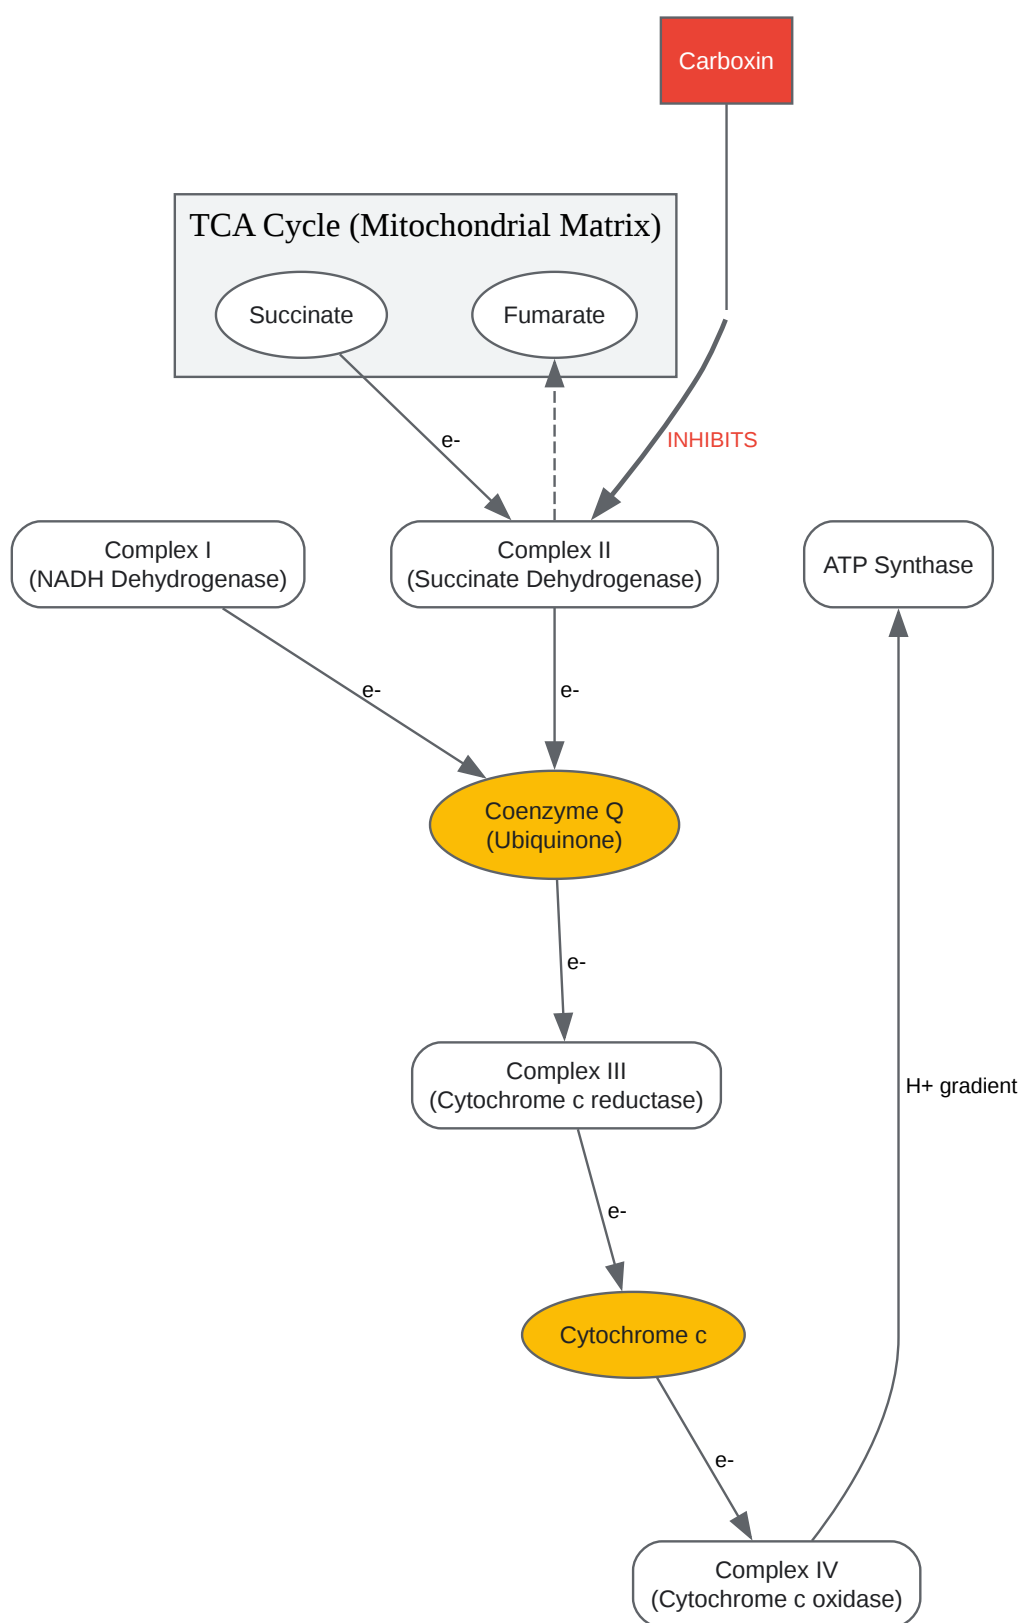 Carboxin
TCA Cycle (Mitochondrial Matrix)
Succinate
Fumarate
e-
INHIBITS
Complex I
(NADH Dehydrogenase)
Complex II
(Succinate Dehydrogenase)
ATP Synthase
e-
e-
Coenzyme Q
(Ubiquinone)
e-
Complex III
(Cytochrome c reductase)
H+ gradient
e-
Cytochrome c
e-
Complex IV
(Cytochrome c oxidase)